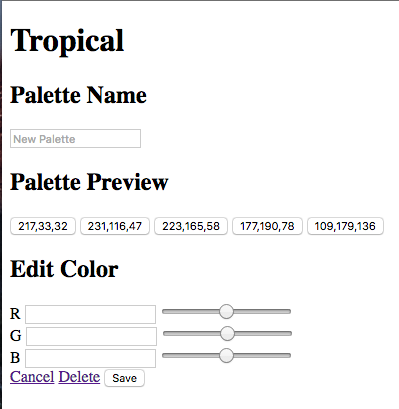 Tropical
Palette Name
New Palette
Palette Preview
217,33,32 231,116,47 223,165,58 177,190,78 109,179,136
Edit Color
R
G
B
Cancel Delete Save